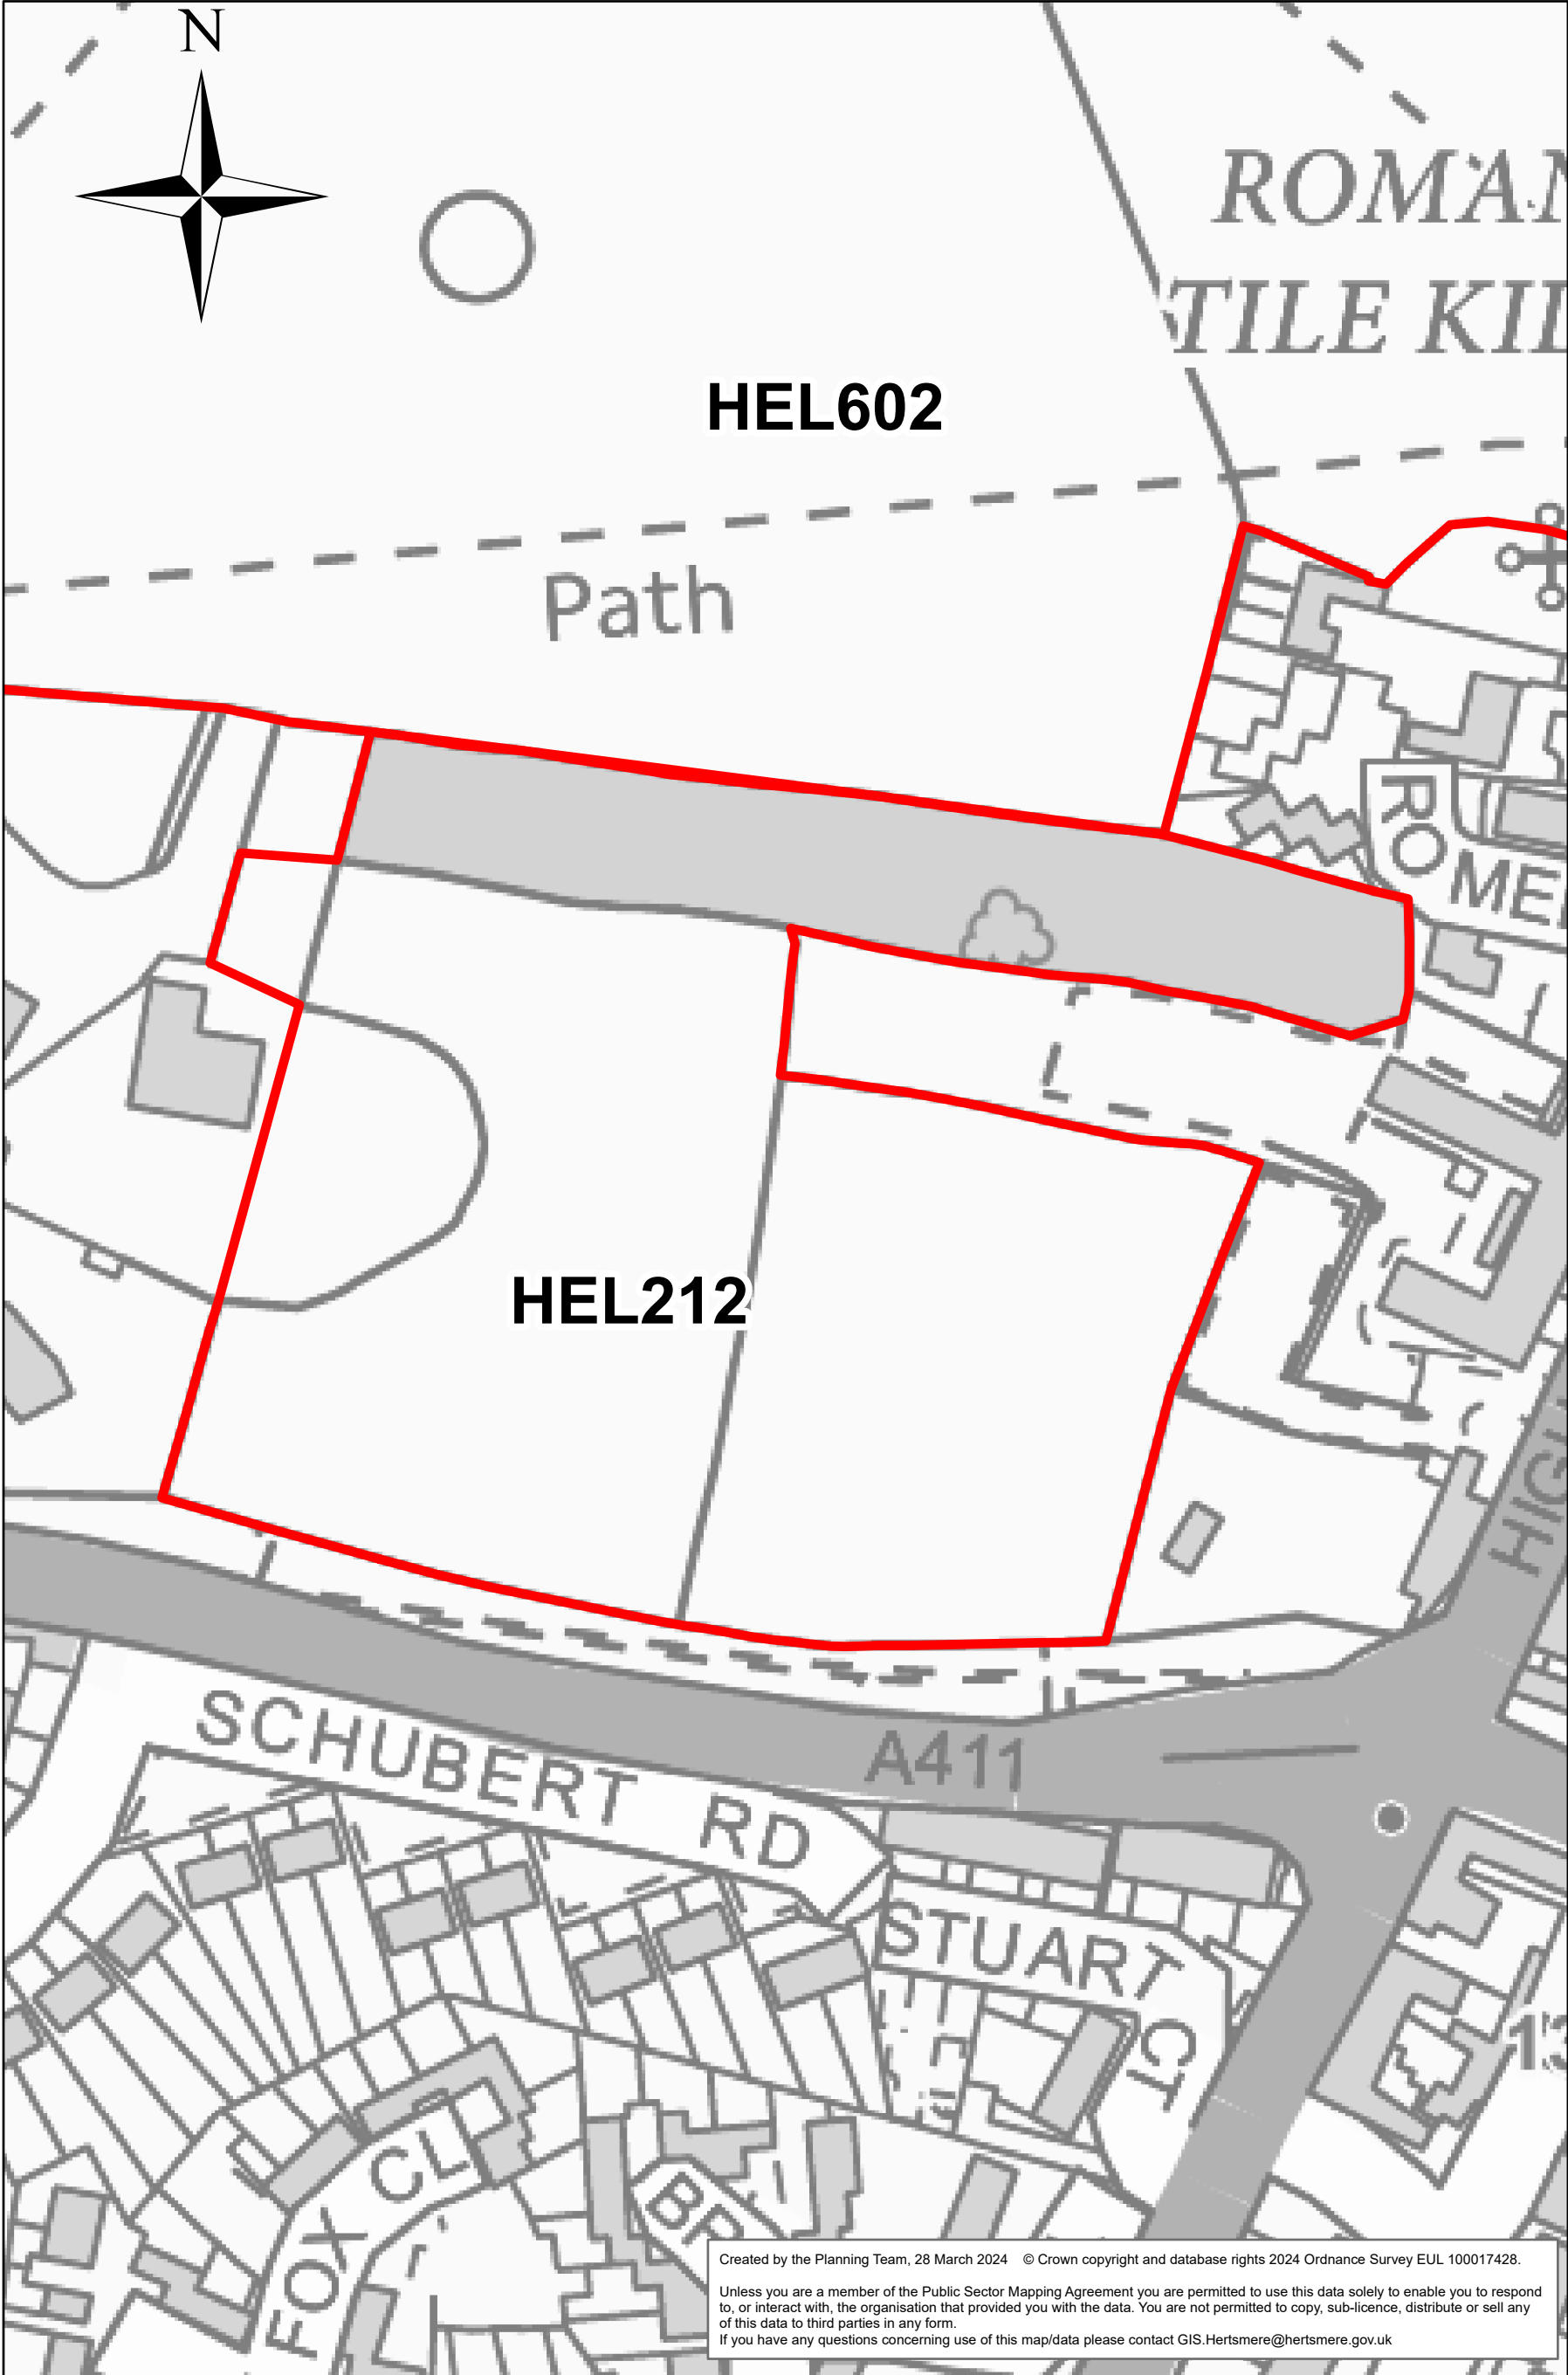 N
ROMAN
TILE KIL
HEL602
Path
ROME
HEL212
HIG
SCHUBERT RD
A411
STUART CT
13
FOX CL
BR
Created by the Planning Team, 28 March 2024 © Crown copyright and database rights 2024 Ordnance Survey EUL 100017428.
Unless you are a member of the Public Sector Mapping Agreement you are permitted to use this data solely to enable you to respond
to, or interact with, the organisation that provided you with the data. You are not permitted to copy, sub-licence, distribute or sell any
of this data to third parties in any form.
If you have any questions concerning use of this map/data please contact GIS.Hertsmere@hertsmere.gov.uk